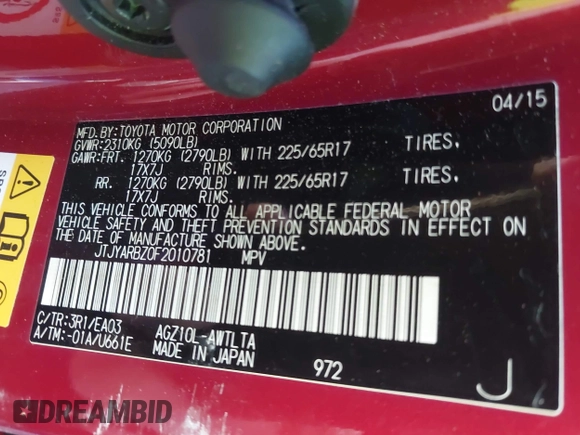 04/15
MFD.BY:TOYOTA MOTOR CORPORATION
GVWR:2310KG (5090LB)
GAWR:FRT. 1270KG (2790LB) WITH 225/65R17 TIRES,
17X7J RIMS.
RR. 1270KG (2790LB) WITH 225/65R17 TIRES,
17X7J RIMS.
THIS VEHICLE CONFORMS TO ALL APPLICABLE FEDERAL MOTOR
VEHICLE SAFETY AND THEFT PREVENTION STANDARDS IN EFFECT ON
THE DATE OF MANUFACTURE SHOWN ABOVE.
JTJYARBZ0F2010781 MPV
C/TR:3R1/EA03 AGZ10L-AWTLTA
A/TM:-01A/U661E MADE IN JAPAN 972 J
DREAMBID